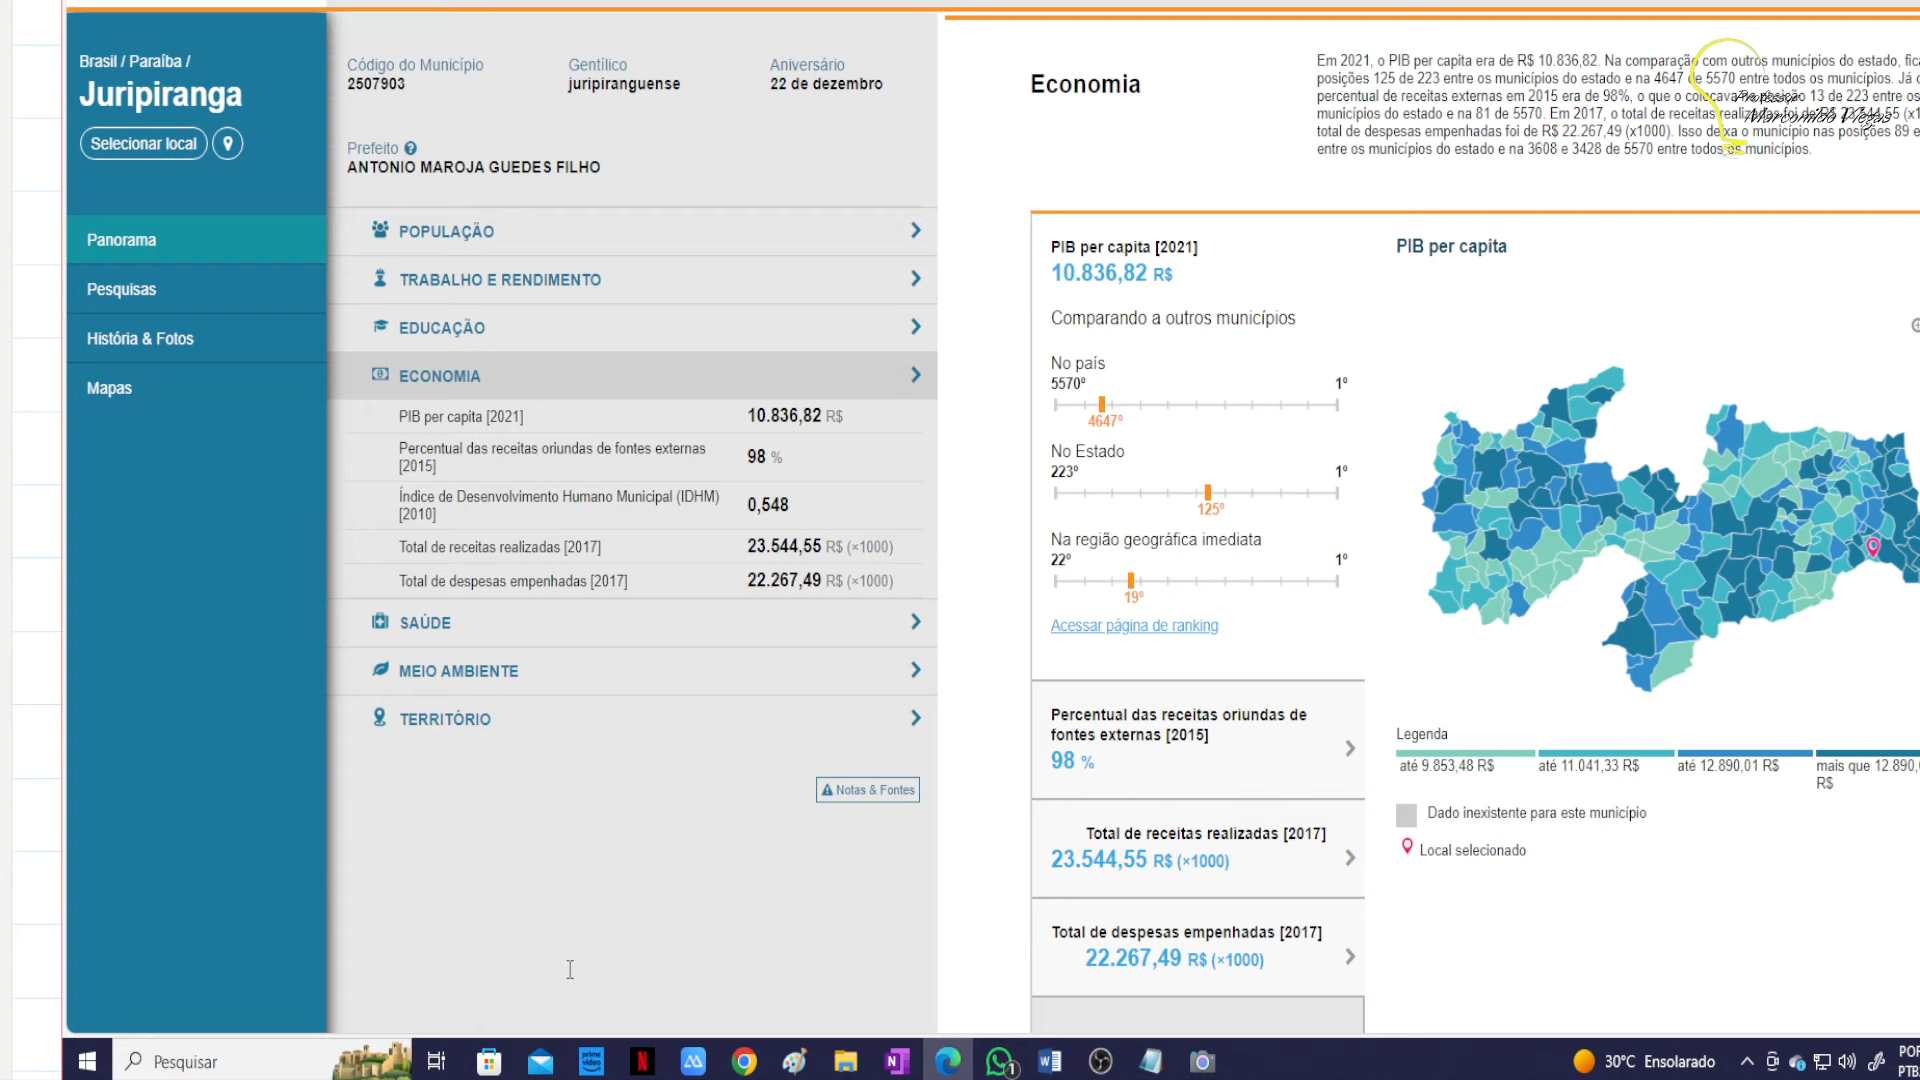 Brasil / Paraíba /
Juripiranga
Selecionar local
Panorama
Pesquisas
História & Fotos
Mapas
Código do Município
2507903
Gentílico
juripiranguense
Aniversário
22 de dezembro
Prefeito
ANTONIO MAROJA GUEDES FILHO
POPULAÇÃO
TRABALHO E RENDIMENTO
EDUCAÇÃO
ECONOMIA
PIB per capita [2021] 10.836,82 R$
Percentual das receitas oriundas de fontes externas
[2015] 98 %
Índice de Desenvolvimento Humano Municipal (IDHM)
[2010] 0,548
Total de receitas realizadas [2017] 23.544,55 R$ (×1000)
Total de despesas empenhadas [2017] 22.267,49 R$ (×1000)
SAÚDE
MEIO AMBIENTE
TERRITÓRIO
Notas & Fontes
Economia
Em 2021, o PIB per capita era de R$ 10.836,82. Na comparação com outros municípios do estado, fica
posições 125 de 223 entre os municípios do estado e na 4647 de 5570 entre todos os municípios. Já
percentual de receitas externas em 2015 era de 98%, o que o colocava na posição 13 de 223 entre os
municípios do estado e na 81 de 5570. Em 2017, o total de receitas realizadas foi de R$ 23.544,55 (x1
total de despesas empenhadas foi de R$ 22.267,49 (x1000). Isso deixa o município nas posições 89 e
entre os municípios do estado e na 3608 e 3428 de 5570 entre todos os municípios.
Professor
Marcondio Viegas
PIB per capita [2021]
10.836,82 R$
Comparando a outros municípios
No país
5570º 1º
4647º
No Estado
223º 1º
125º
Na região geográfica imediata
22º 1º
19º
Acessar página de ranking
Percentual das receitas oriundas de
fontes externas [2015]
98 %
Total de receitas realizadas [2017]
23.544,55 R$ (×1000)
Total de despesas empenhadas [2017]
22.267,49 R$ (×1000)
PIB per capita
Legenda
até 9.853,48 R$
até 11.041,33 R$
até 12.890,01 R$
mais que 12.890,0
R$
Dado inexistente para este município
Local selecionado
Pesquisar
prime
video
1
30°C Ensolarado
POR
PTB